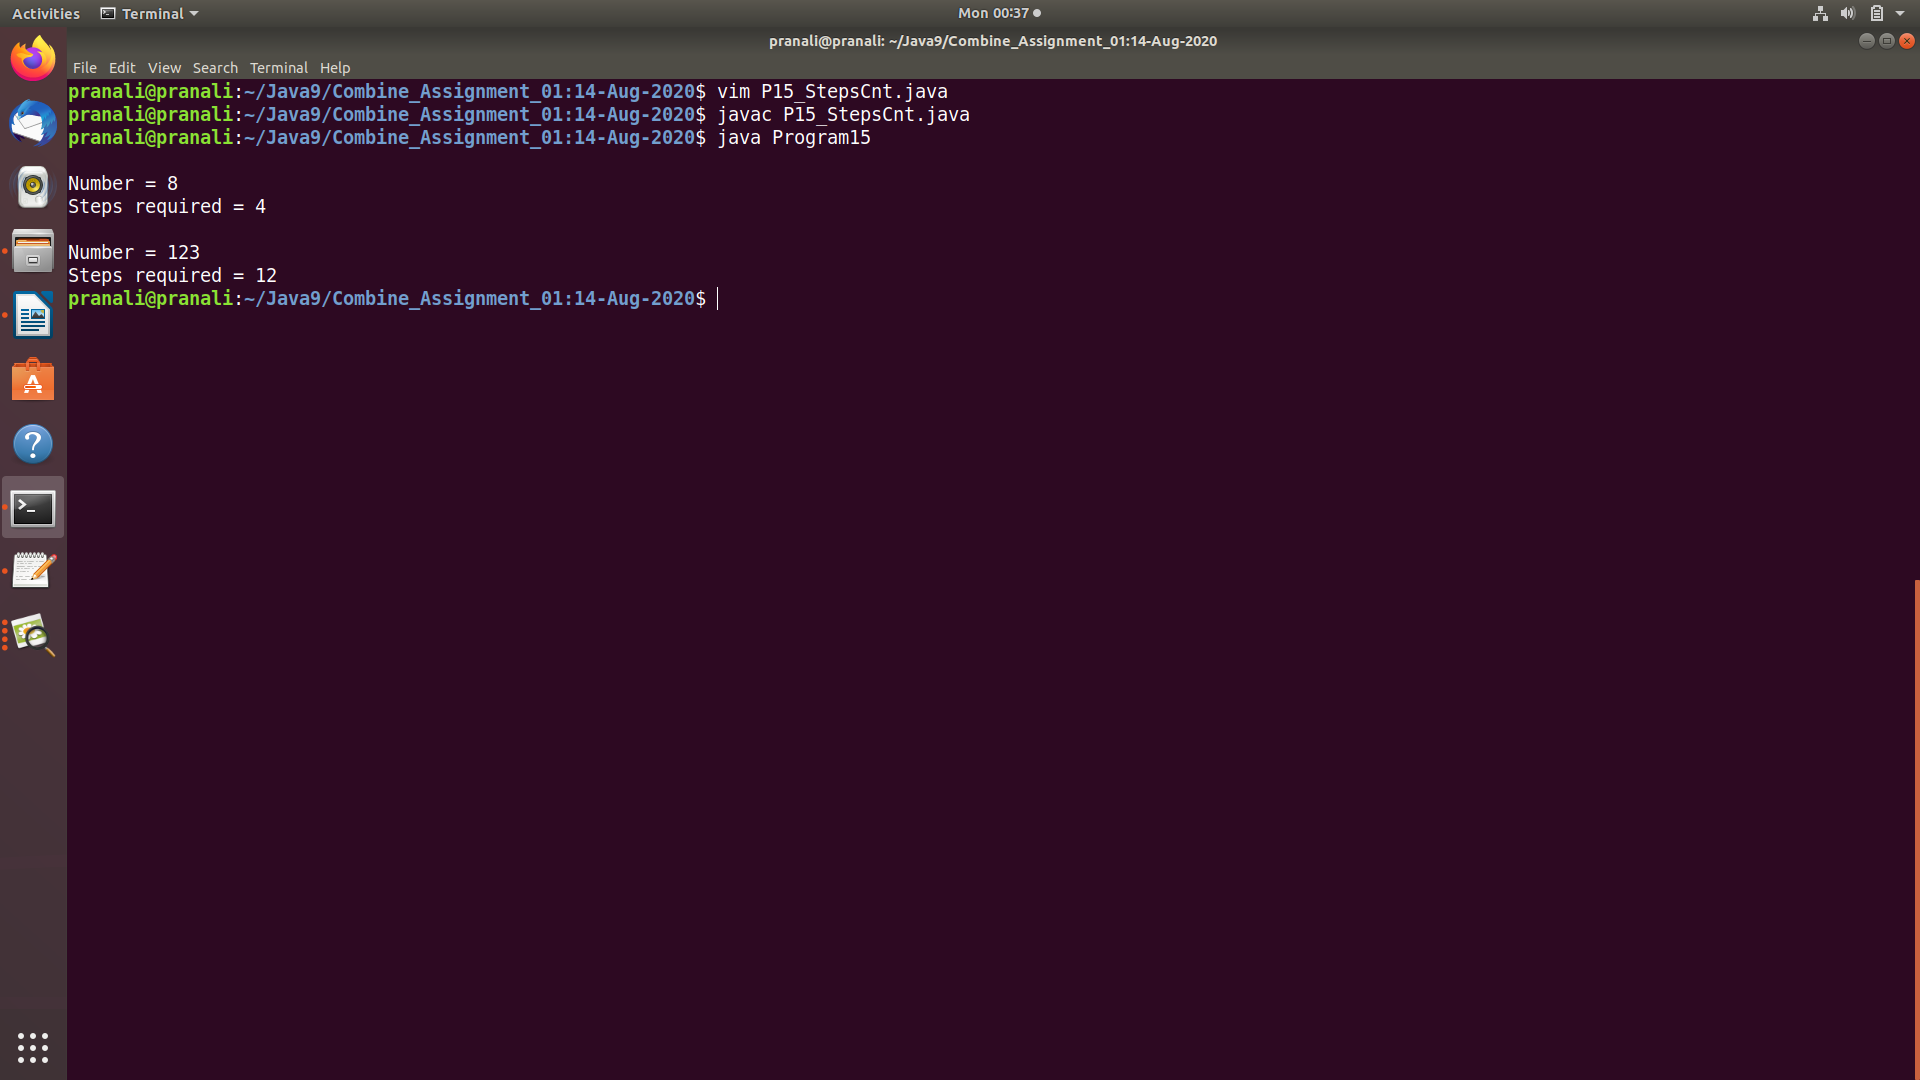 Activities Terminal Mon 00:37
pranali@pranali: ~/Java9/Combine_Assignment_01:14-Aug-2020
File Edit View Search Terminal Help
pranali@pranali:~/Java9/Combine_Assignment_01:14-Aug-2020$ vim P15_StepsCnt.java
pranali@pranali:~/Java9/Combine_Assignment_01:14-Aug-2020$ javac P15_StepsCnt.java
pranali@pranali:~/Java9/Combine_Assignment_01:14-Aug-2020$ java Program15
Number = 8
Steps required = 4
Number = 123
Steps required = 12
pranali@pranali:~/Java9/Combine_Assignment_01:14-Aug-2020$